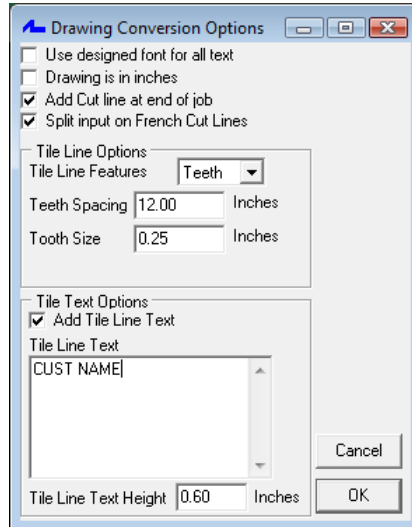 Drawing Conversion Options
Use designed font for all text
Drawing is in inches
Add Cut line at end of job
Split input on French Cut Lines
Tile Line Options
Tile Line Features Teeth
Teeth Spacing 12.00 Inches
Tooth Size 0.25 Inches
Tile Text Options
Add Tile Line Text
Tile Line Text
CUST NAME
Cancel
Tile Line Text Height 0.60 Inches OK